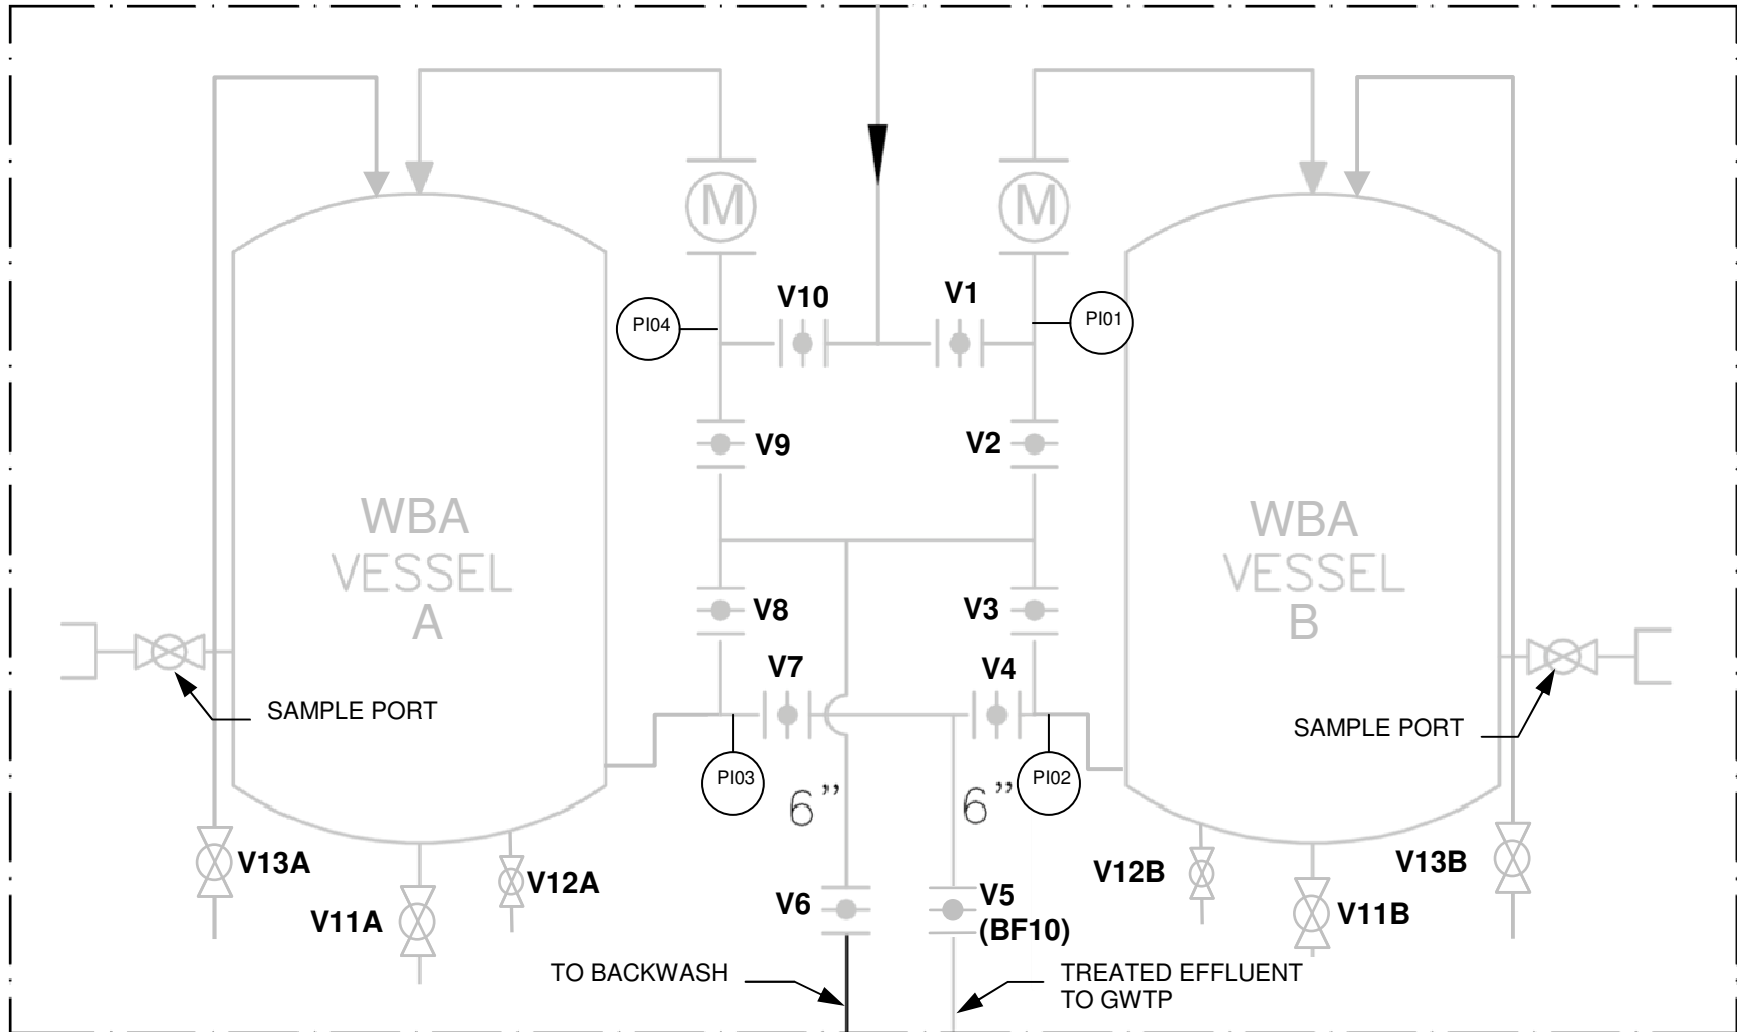 M
M
V10
V1
PI04
PI01
V9
V2
WBA
VESSEL
A
WBA
VESSEL
B
V8
V3
V7
V4
SAMPLE PORT
SAMPLE PORT
PI03
PI02
6”
6”
V13A
V12A
V11A
V12B
V13B
V11B
V6
V5
(BF10)
TO BACKWASH
TREATED EFFLUENT
TO GWTP